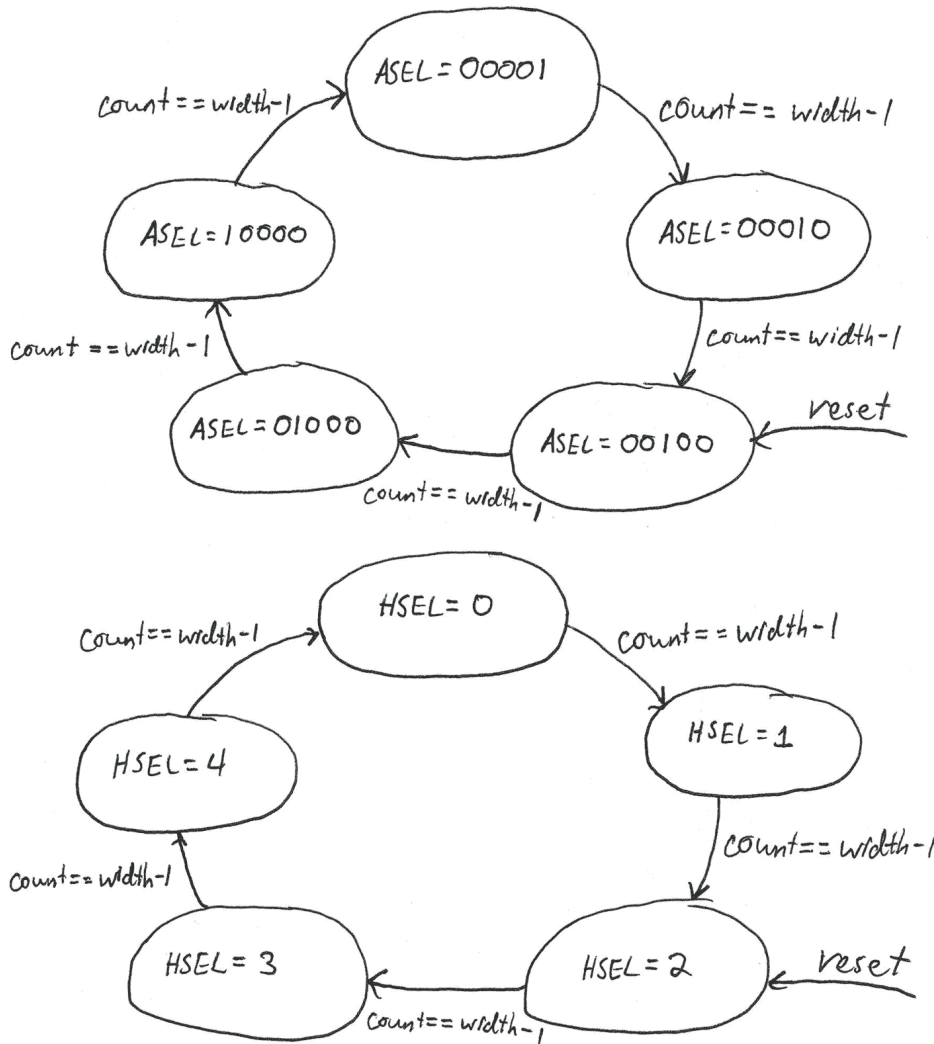 ASEL=00001
count==width-1
count== width-1
ASEL=10000
ASEL=00010
count ==width-1
count==width-1
ASEL=01000
ASEL=00100
reset
count==width-1
HSEL=0
count==width-1
count==width-1
HSEL=4
HSEL=1
count==width-1
count==width-1
HSEL=3
HSEL=2
reset
count==width-1